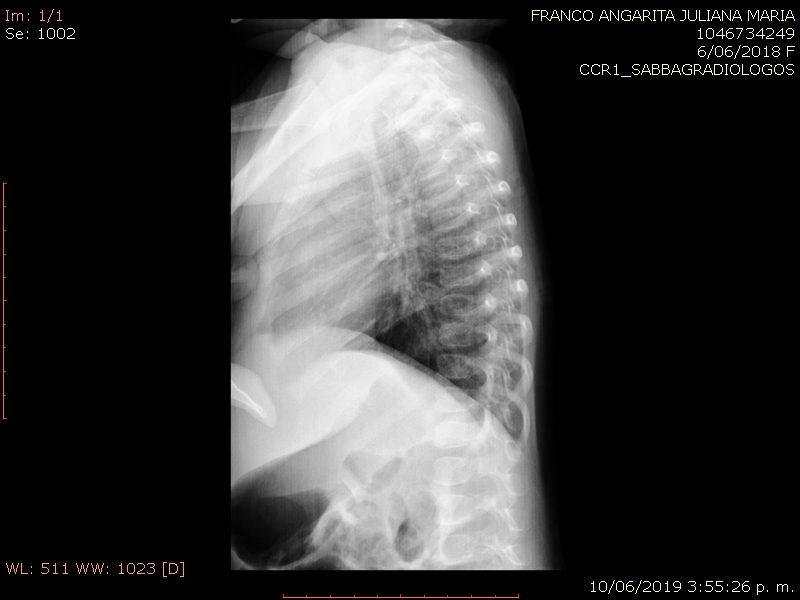 Im: 1/1
Se: 1002
FRANCO ANGARITA JULIANA MARIA
1046734249
6/06/2018 F
CCR1_SABBAGRADIOLOGOS
WL: 511 WW: 1023 [D]
10/06/2019 3:55:26 p. m.